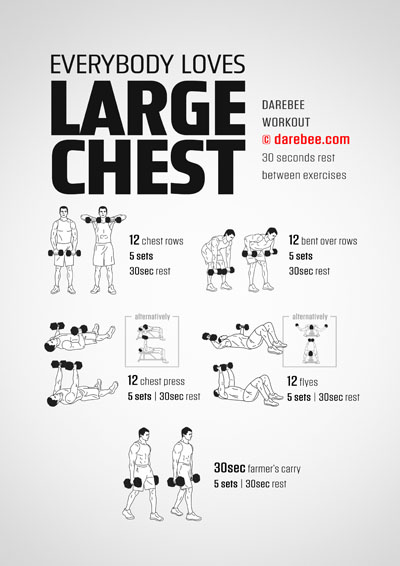 EVERYBODY LOVES
LARGE
CHEST
DAREBEE
WORKOUT
© darebee.com
30 seconds rest
between exercises
12 chest rows
5 sets
30sec rest
12 bent over rows
5 sets
30sec rest
alternatively
12 chest press
5 sets | 30sec rest
alternatively
12 flyes
5 sets | 30sec rest
30sec farmer's carry
5 sets | 30sec rest